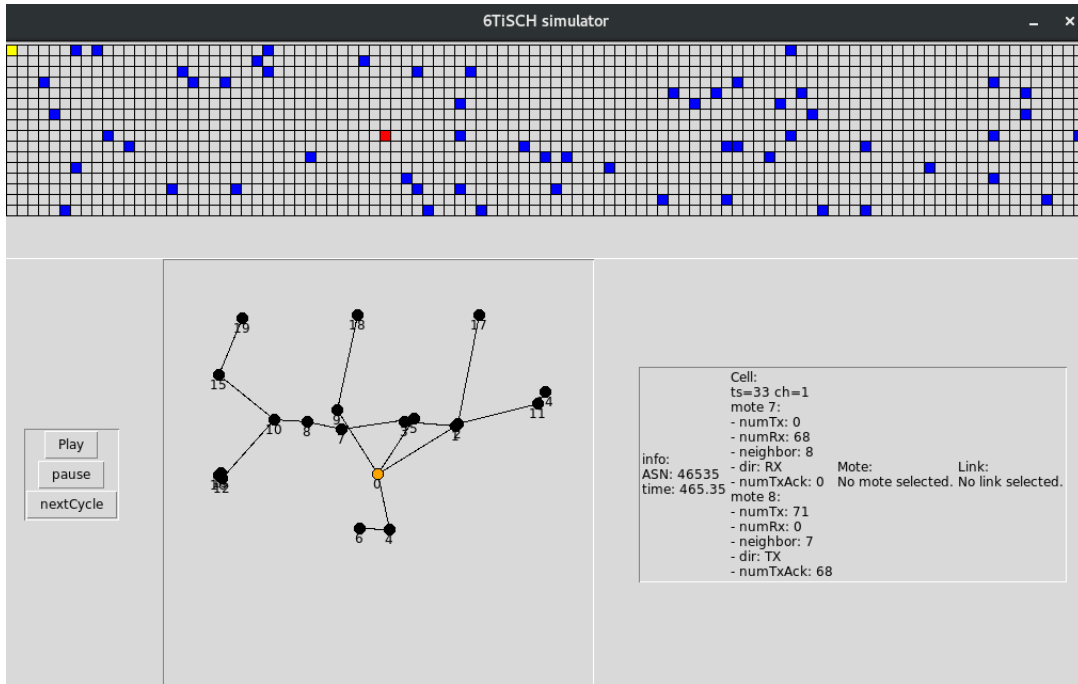 6TiSCH simulator
19
18
17
15
14
11
9
10
8
7
3
5
2
0
12
6
4
Play
pause
nextCycle
info:
ASN: 46535
time: 465.35
Cell:
ts=33 ch=1
mote 7:
- numTx: 0
- numRx: 68
- neighbor: 8
- dir: RX
- numTxAck: 0
mote 8:
- numTx: 71
- numRx: 0
- neighbor: 7
- dir: TX
- numTxAck: 68
Mote:
No mote selected.
Link:
No link selected.